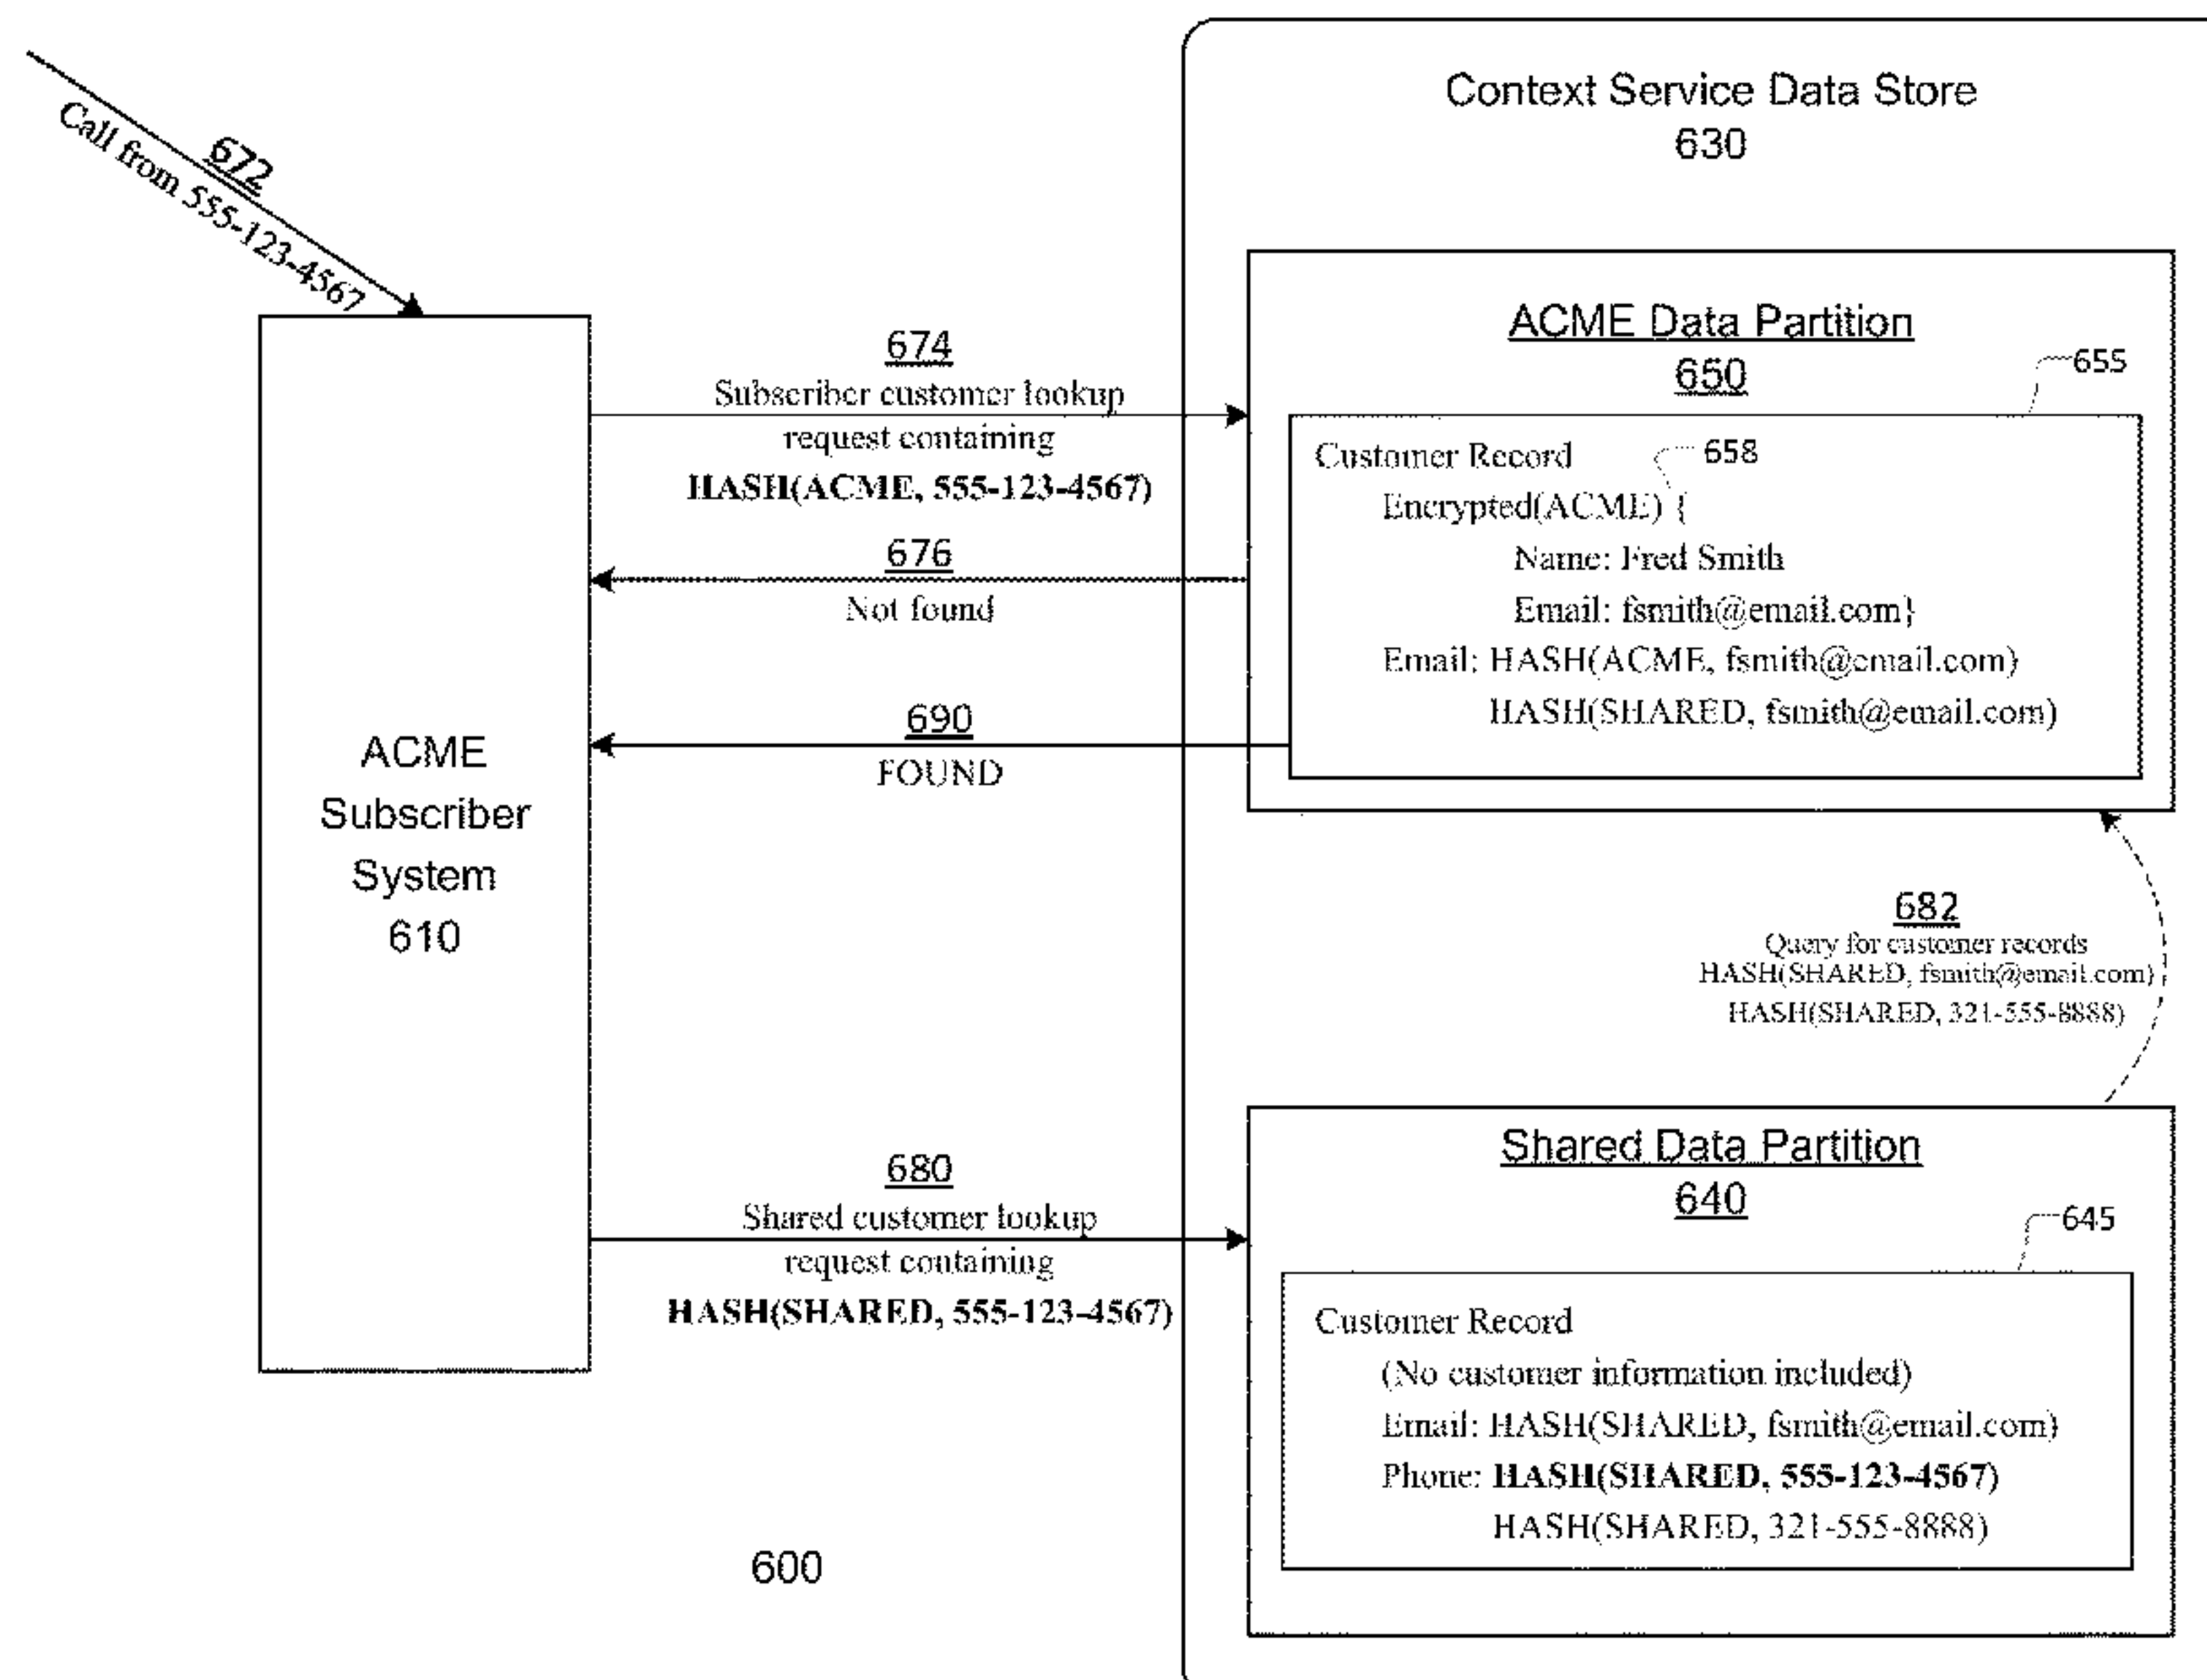 Context Service Data Store
630
672
Call from 555-123-4567
ACME
Subscriber
System
610
674
Subscriber customer lookup
request containing
HASH(ACME, 555-123-4567)
676
Not found
690
FOUND
ACME Data Partition
650
655
Customer Record
658
Encrypted(ACME) {
Name: Fred Smith
Email: fsmith@email.com}
Email: HASH(ACME, fsmith@email.com)
HASH(SHARED, fsmith@email.com)
682
Query for customer records
HASH(SHARED, fsmith@email.com)
HASH(SHARED, 321-555-8888)
680
Shared customer lookup
request containing
HASH(SHARED, 555-123-4567)
Shared Data Partition
640
645
Customer Record
(No customer information included)
Email: HASH(SHARED, fsmith@email.com)
Phone: HASH(SHARED, 555-123-4567)
HASH(SHARED, 321-555-8888)
600